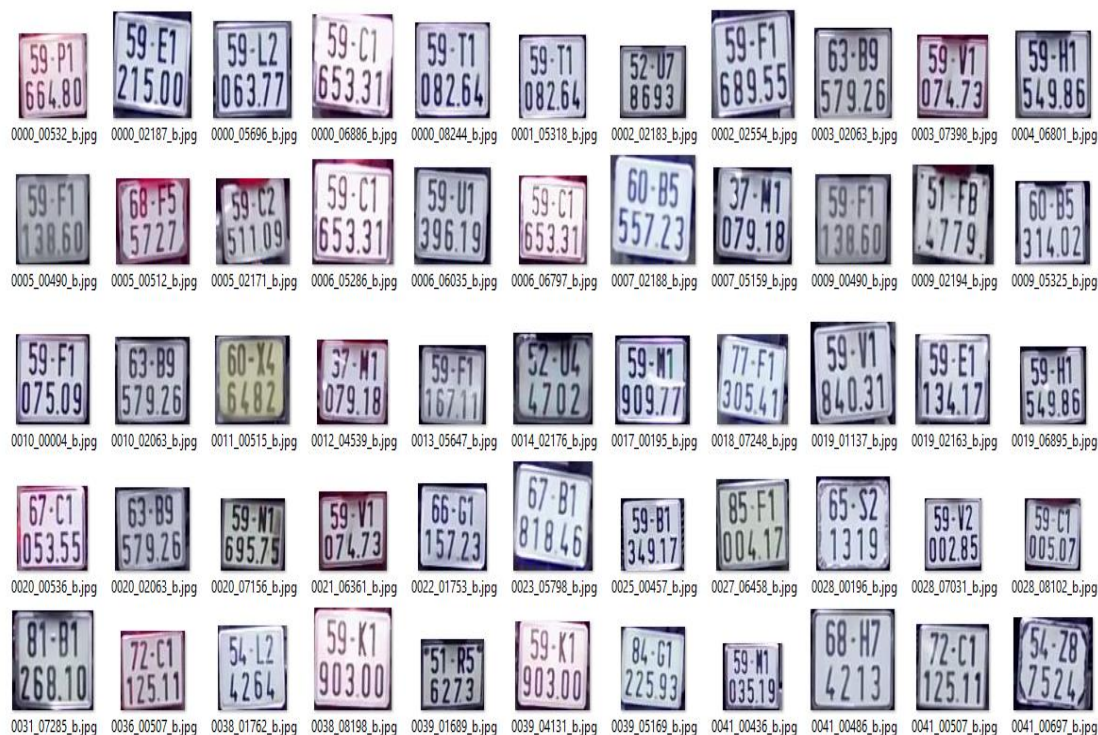 59-P1
664.80
0000_00532_b.jpg
59-E1
215.00
0000_02187_b.jpg
59-L2
063.77
0000_05696_b.jpg
59-C1
653.31
0000_06886_b.jpg
59-T1
082.64
0000_08244_b.jpg
59-T1
082.64
0001_05318_b.jpg
52-U7
8693
0002_02183_b.jpg
59-F1
689.55
0002_02554_b.jpg
63-B9
579.26
0003_02063_b.jpg
59-V1
074.73
0003_07398_b.jpg
59-H1
549.86
0004_06801_b.jpg
59-F1
138.60
0005_00490_b.jpg
68-F5
5727
0005_00512_b.jpg
59-C2
511.09
0005_02171_b.jpg
59-C1
653.31
0006_05286_b.jpg
59-U1
396.19
0006_06035_b.jpg
59-C1
653.31
0006_06797_b.jpg
60-B5
557.23
0007_02188_b.jpg
37-M1
079.18
0007_05159_b.jpg
59-F1
138.60
0009_00490_b.jpg
51-FB
4779
0009_02194_b.jpg
60-B5
314.02
0009_05325_b.jpg
59-F1
075.09
0010_00004_b.jpg
63-B9
579.26
0010_02063_b.jpg
60-X4
6482
0011_00515_b.jpg
37-M1
079.18
0012_04539_b.jpg
59-F1
167.11
0013_05647_b.jpg
52-U4
4702
0014_02176_b.jpg
59-M1
909.77
0017_00195_b.jpg
77-F1
305.41
0018_07248_b.jpg
59-V1
840.31
0019_01137_b.jpg
59-E1
134.17
0019_02163_b.jpg
59-H1
549.86
0019_06895_b.jpg
67-C1
053.55
0020_00536_b.jpg
63-B9
579.26
0020_02063_b.jpg
59-N1
695.75
0020_07156_b.jpg
59-V1
074.73
0021_06361_b.jpg
66-G1
157.23
0022_01753_b.jpg
67-B1
818.46
0023_05798_b.jpg
59-B1
349.17
0025_00457_b.jpg
85-F1
004.17
0027_06458_b.jpg
65-S2
1319
0028_00196_b.jpg
59-V2
002.85
0028_07031_b.jpg
59-C1
005.07
0028_08102_b.jpg
81-B1
268.10
0031_07285_b.jpg
72-C1
125.11
0036_00507_b.jpg
54-L2
4264
0038_01762_b.jpg
59-K1
903.00
0038_08198_b.jpg
51-R5
6273
0039_01689_b.jpg
59-K1
903.00
0039_04131_b.jpg
84-G1
225.93
0039_05169_b.jpg
59-M1
035.19
0041_00436_b.jpg
68-H7
4213
0041_00486_b.jpg
72-C1
125.11
0041_00507_b.jpg
54-Z8
7524
0041_00697_b.jpg